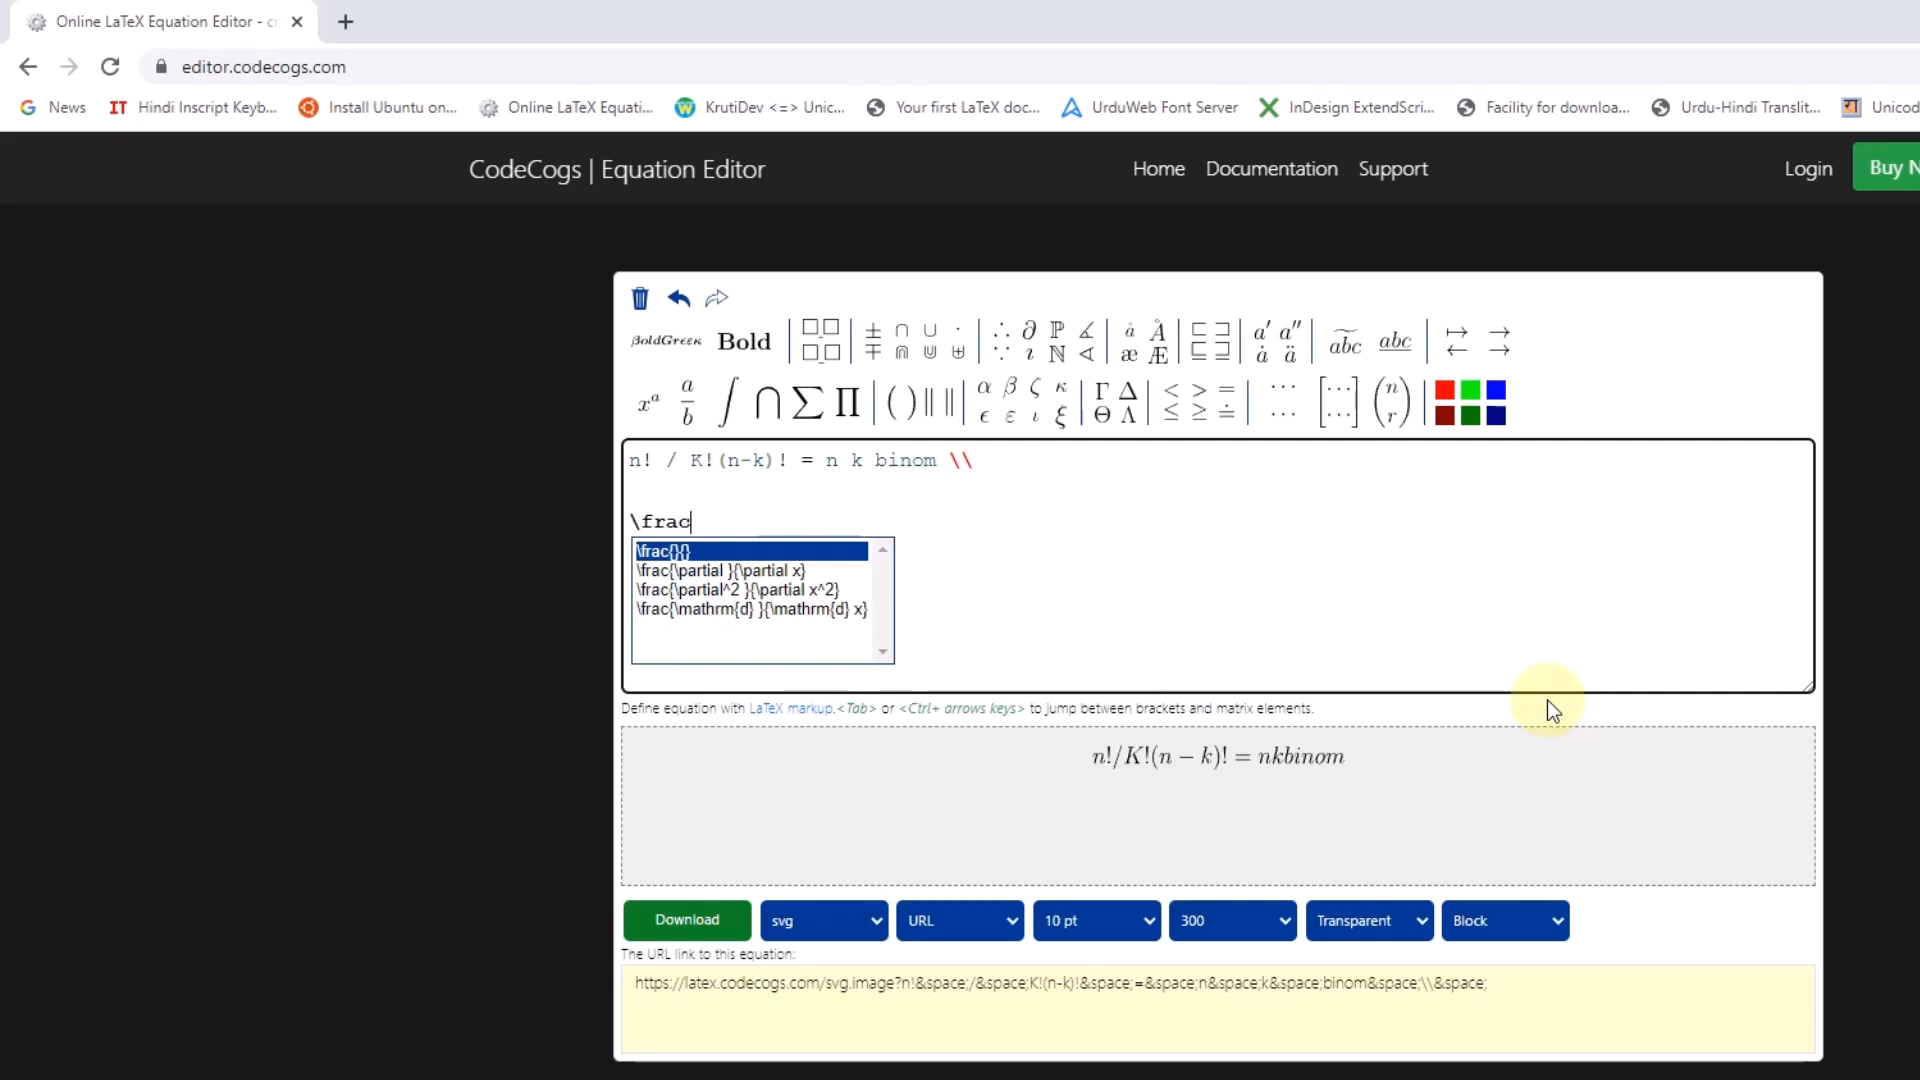 Online LaTeX Equation Editor - cr
editor.codecogs.com
News Hindi Inscript Keyb... Install Ubuntu on... Online LaTeX Equati... KrutiDev <=> Unic... Your first LaTeX doc... UrduWeb Font Server InDesign ExtendScri... Facility for downloa... Urdu-Hindi Translit... Unicod
CodeCogs | Equation Editor Home Documentation Support Login Buy N
BoldGreek Bold ± ∩ ∪ · ∴ ∂ ℙ ∡ å Å ⊏ ⊐ a′ a″ abc abc ↦ →
∓ ⋒ ⋓ ⊎ ∵ ı ℕ ∢ æ Æ ⊑ ⊒ ȧ ä ← →
xᵃ a/b ∫ ∩ ∑ ∏ ( ) || || α β ζ κ Γ Δ < > = ... [...] (n r)
ϵ ε ι ξ Θ Λ ≤ ≥ ≐ ... [...]
n! / K!(n-k)! = n k binom \\
\frac
\frac{}{}
\frac{\partial }{\partial x}
\frac{\partial^2 }{\partial x^2}
\frac{\mathrm{d} }{\mathrm{d} x}
Define equation with LaTeX markup.<Tab> or <Ctrl+ arrows keys> to jump between brackets and matrix elements.
n!/K!(n − k)! = nkbinom
Download svg URL 10 pt 300 Transparent Block
The URL link to this equation:
https://latex.codecogs.com/svg.image?n!&space;/&space;K!(n-k)!&space;=&space;n&space;k&space;binom&space;\\&space;